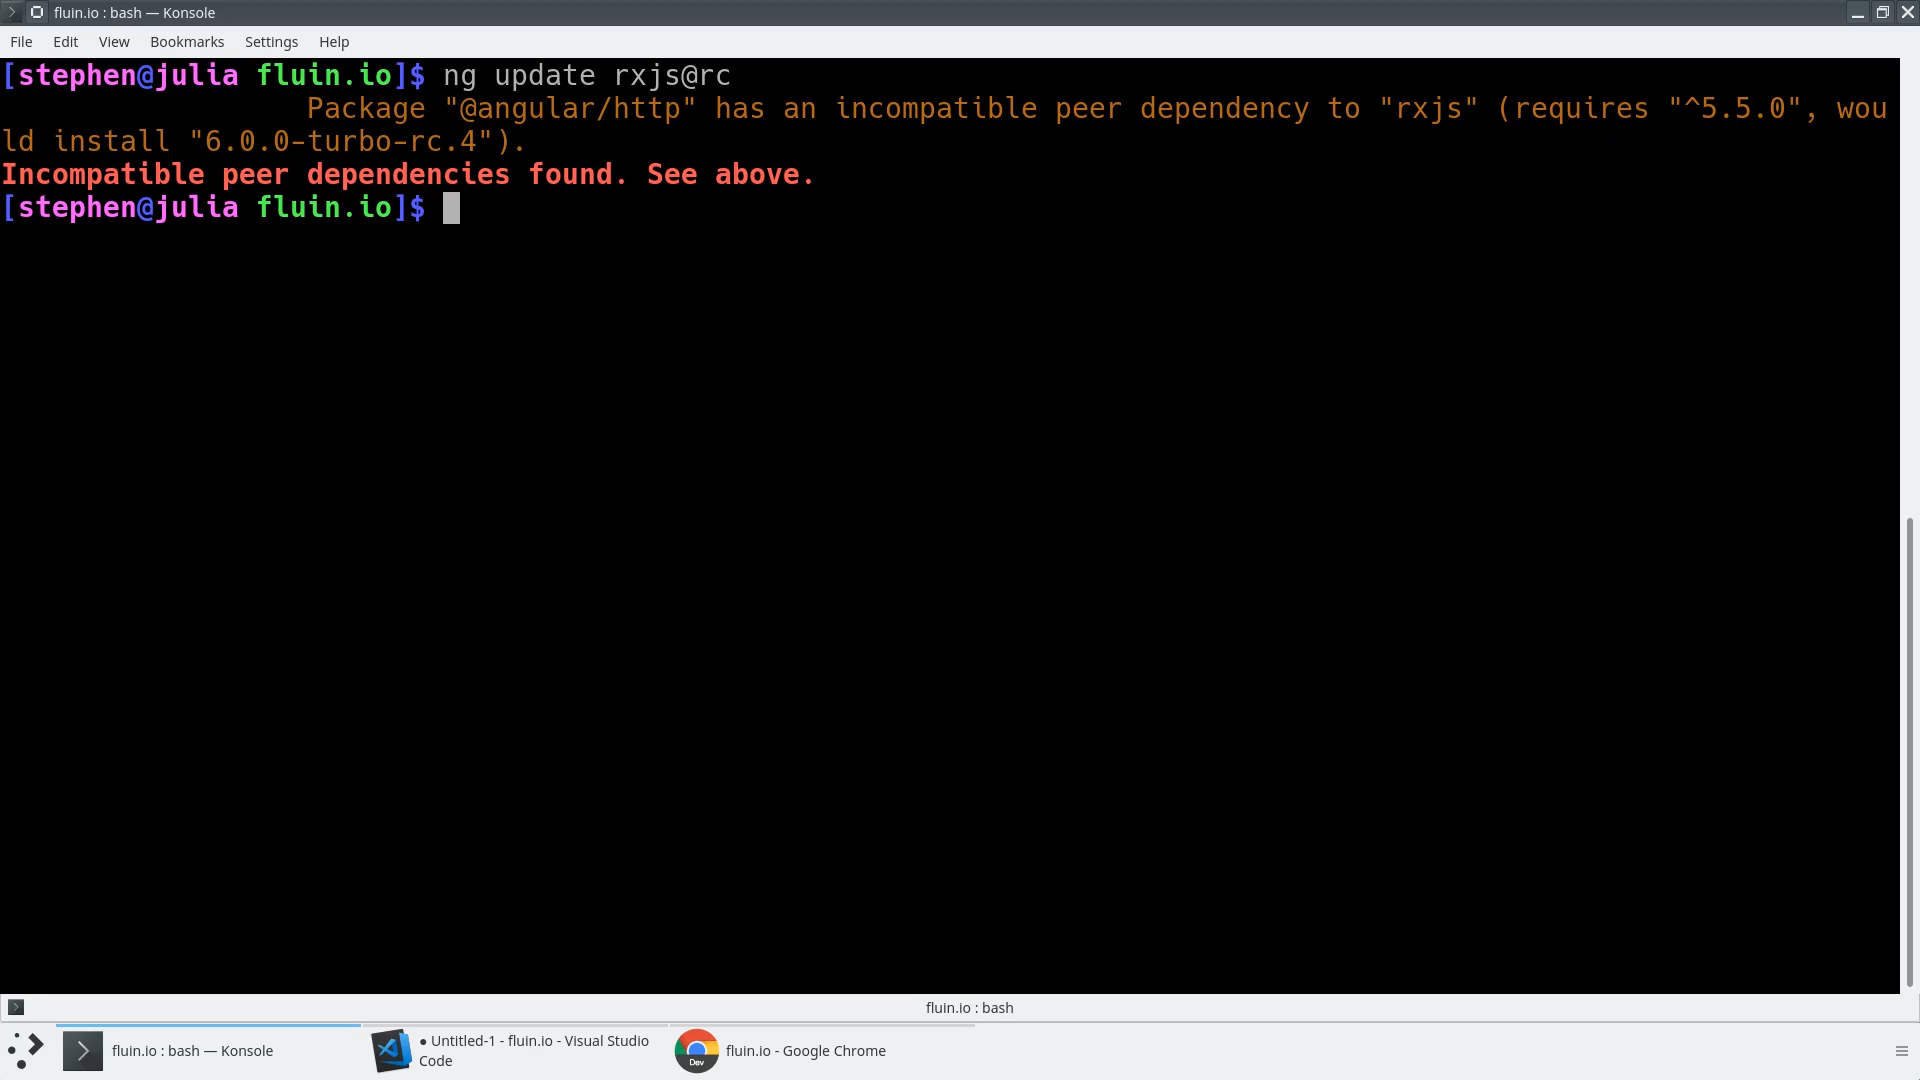 fluin.io : bash — Konsole
File Edit View Bookmarks Settings Help
[stephen@julia fluin.io]$ ng update rxjs@rc
Package "@angular/http" has an incompatible peer dependency to "rxjs" (requires "^5.5.0", wou
ld install "6.0.0-turbo-rc.4").
Incompatible peer dependencies found. See above.
[stephen@julia fluin.io]$
fluin.io : bash
fluin.io : bash — Konsole
● Untitled-1 - fluin.io - Visual Studio
Code
Dev
fluin.io - Google Chrome